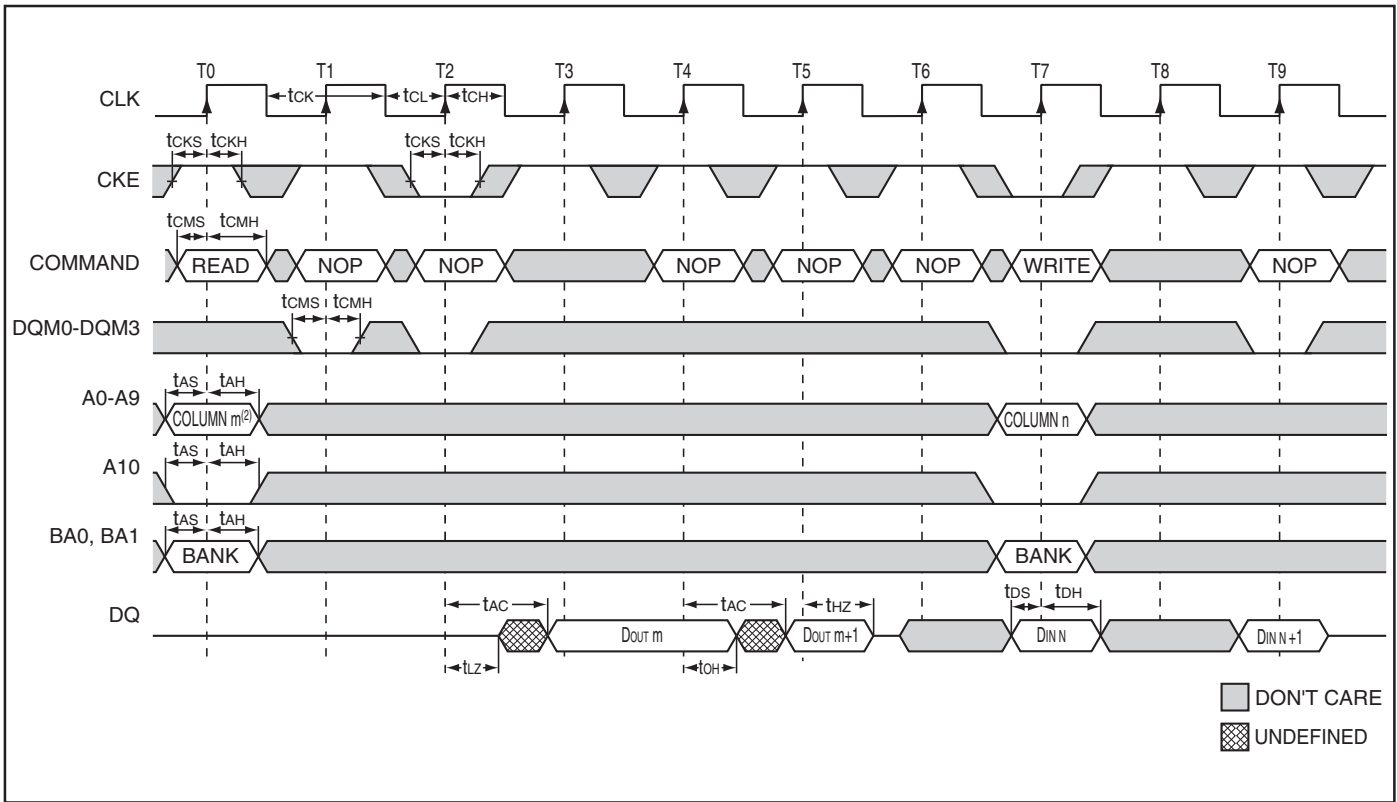 T0 T1 T2 T3 T4 T5 T6 T7 T8 T9
CLK tCK tCL tCH
tCKS tCKH tCKS tCKH
CKE
tCMS tCMH
COMMAND READ NOP NOP NOP NOP NOP WRITE NOP
tCMS tCMH
DQM0-DQM3
tAS tAH
A0-A9 COLUMN m(2) COLUMN n
tAS tAH
A10
tAS tAH
BA0, BA1 BANK BANK
tAC tAC tHZ tDS tDH
DQ DOUT m DOUT m+1 DIN N DIN N+1
tLZ tOH
DON'T CARE
UNDEFINED